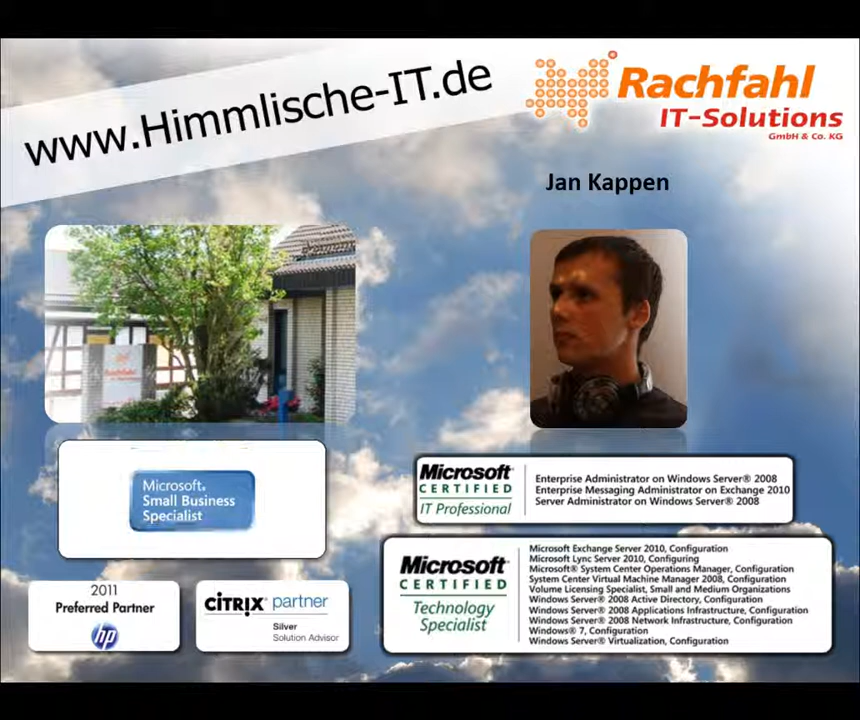 www.Himmlische-IT.de
Rachfahl
IT-Solutions
GmbH & Co. KG
Jan Kappen
Rachfahl
Microsoft®
Small Business
Specialist
2011
Preferred Partner
hp
CITRIX® partner
Silver
Solution Advisor
Microsoft®
CERTIFIED
IT Professional
Enterprise Administrator on Windows Server® 2008
Enterprise Messaging Administrator on Exchange 2010
Server Administrator on Windows Server® 2008
Microsoft®
CERTIFIED
Technology
Specialist
Microsoft Exchange Server 2010, Configuration
Microsoft Lync Server 2010, Configuring
Microsoft® System Center Operations Manager, Configuration
System Center Virtual Machine Manager 2008, Configuration
Volume Licensing Specialist, Small and Medium Organizations
Windows Server® 2008 Active Directory, Configuration
Windows Server® 2008 Applications Infrastructure, Configuration
Windows Server® 2008 Network Infrastructure, Configuration
Windows® 7, Configuration
Windows Server® Virtualization, Configuration